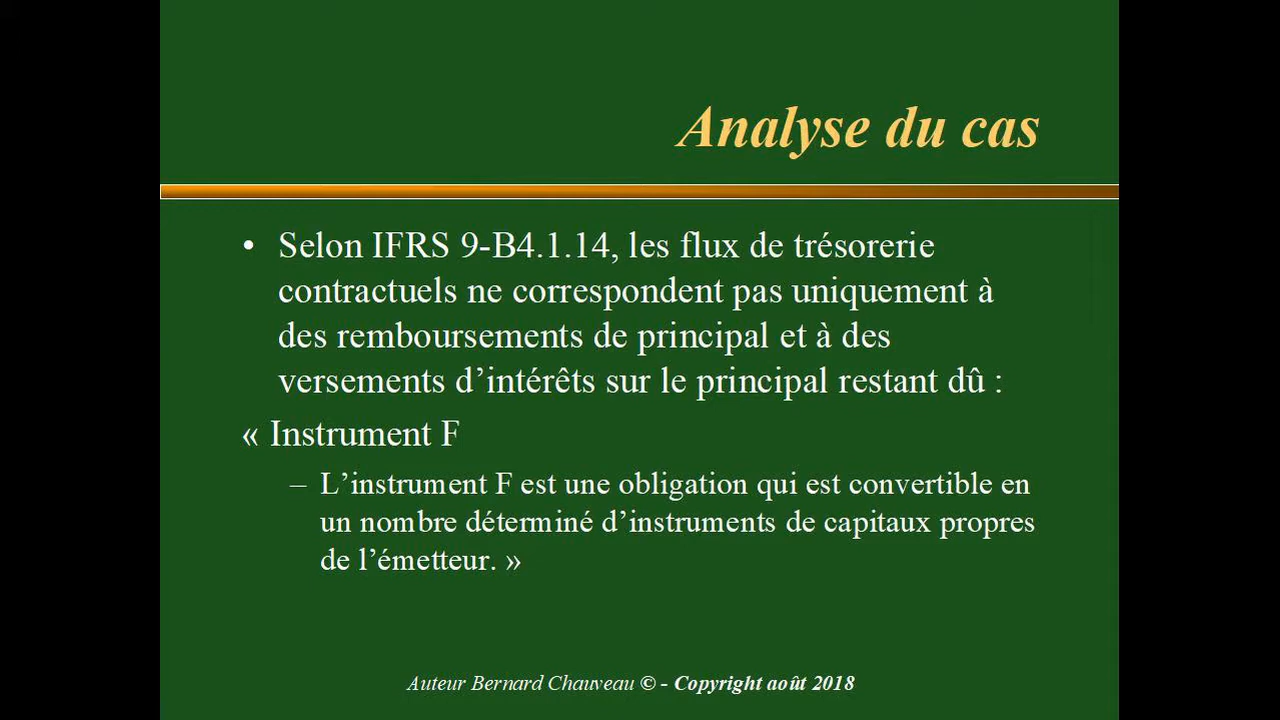 Analyse du cas
• Selon IFRS 9-B4.1.14, les flux de trésorerie
contractuels ne correspondent pas uniquement à
des remboursements de principal et à des
versements d’intérêts sur le principal restant dû :
« Instrument F
– L’instrument F est une obligation qui est convertible en
un nombre déterminé d’instruments de capitaux propres
de l’émetteur. »
Auteur Bernard Chauveau © - Copyright août 2018